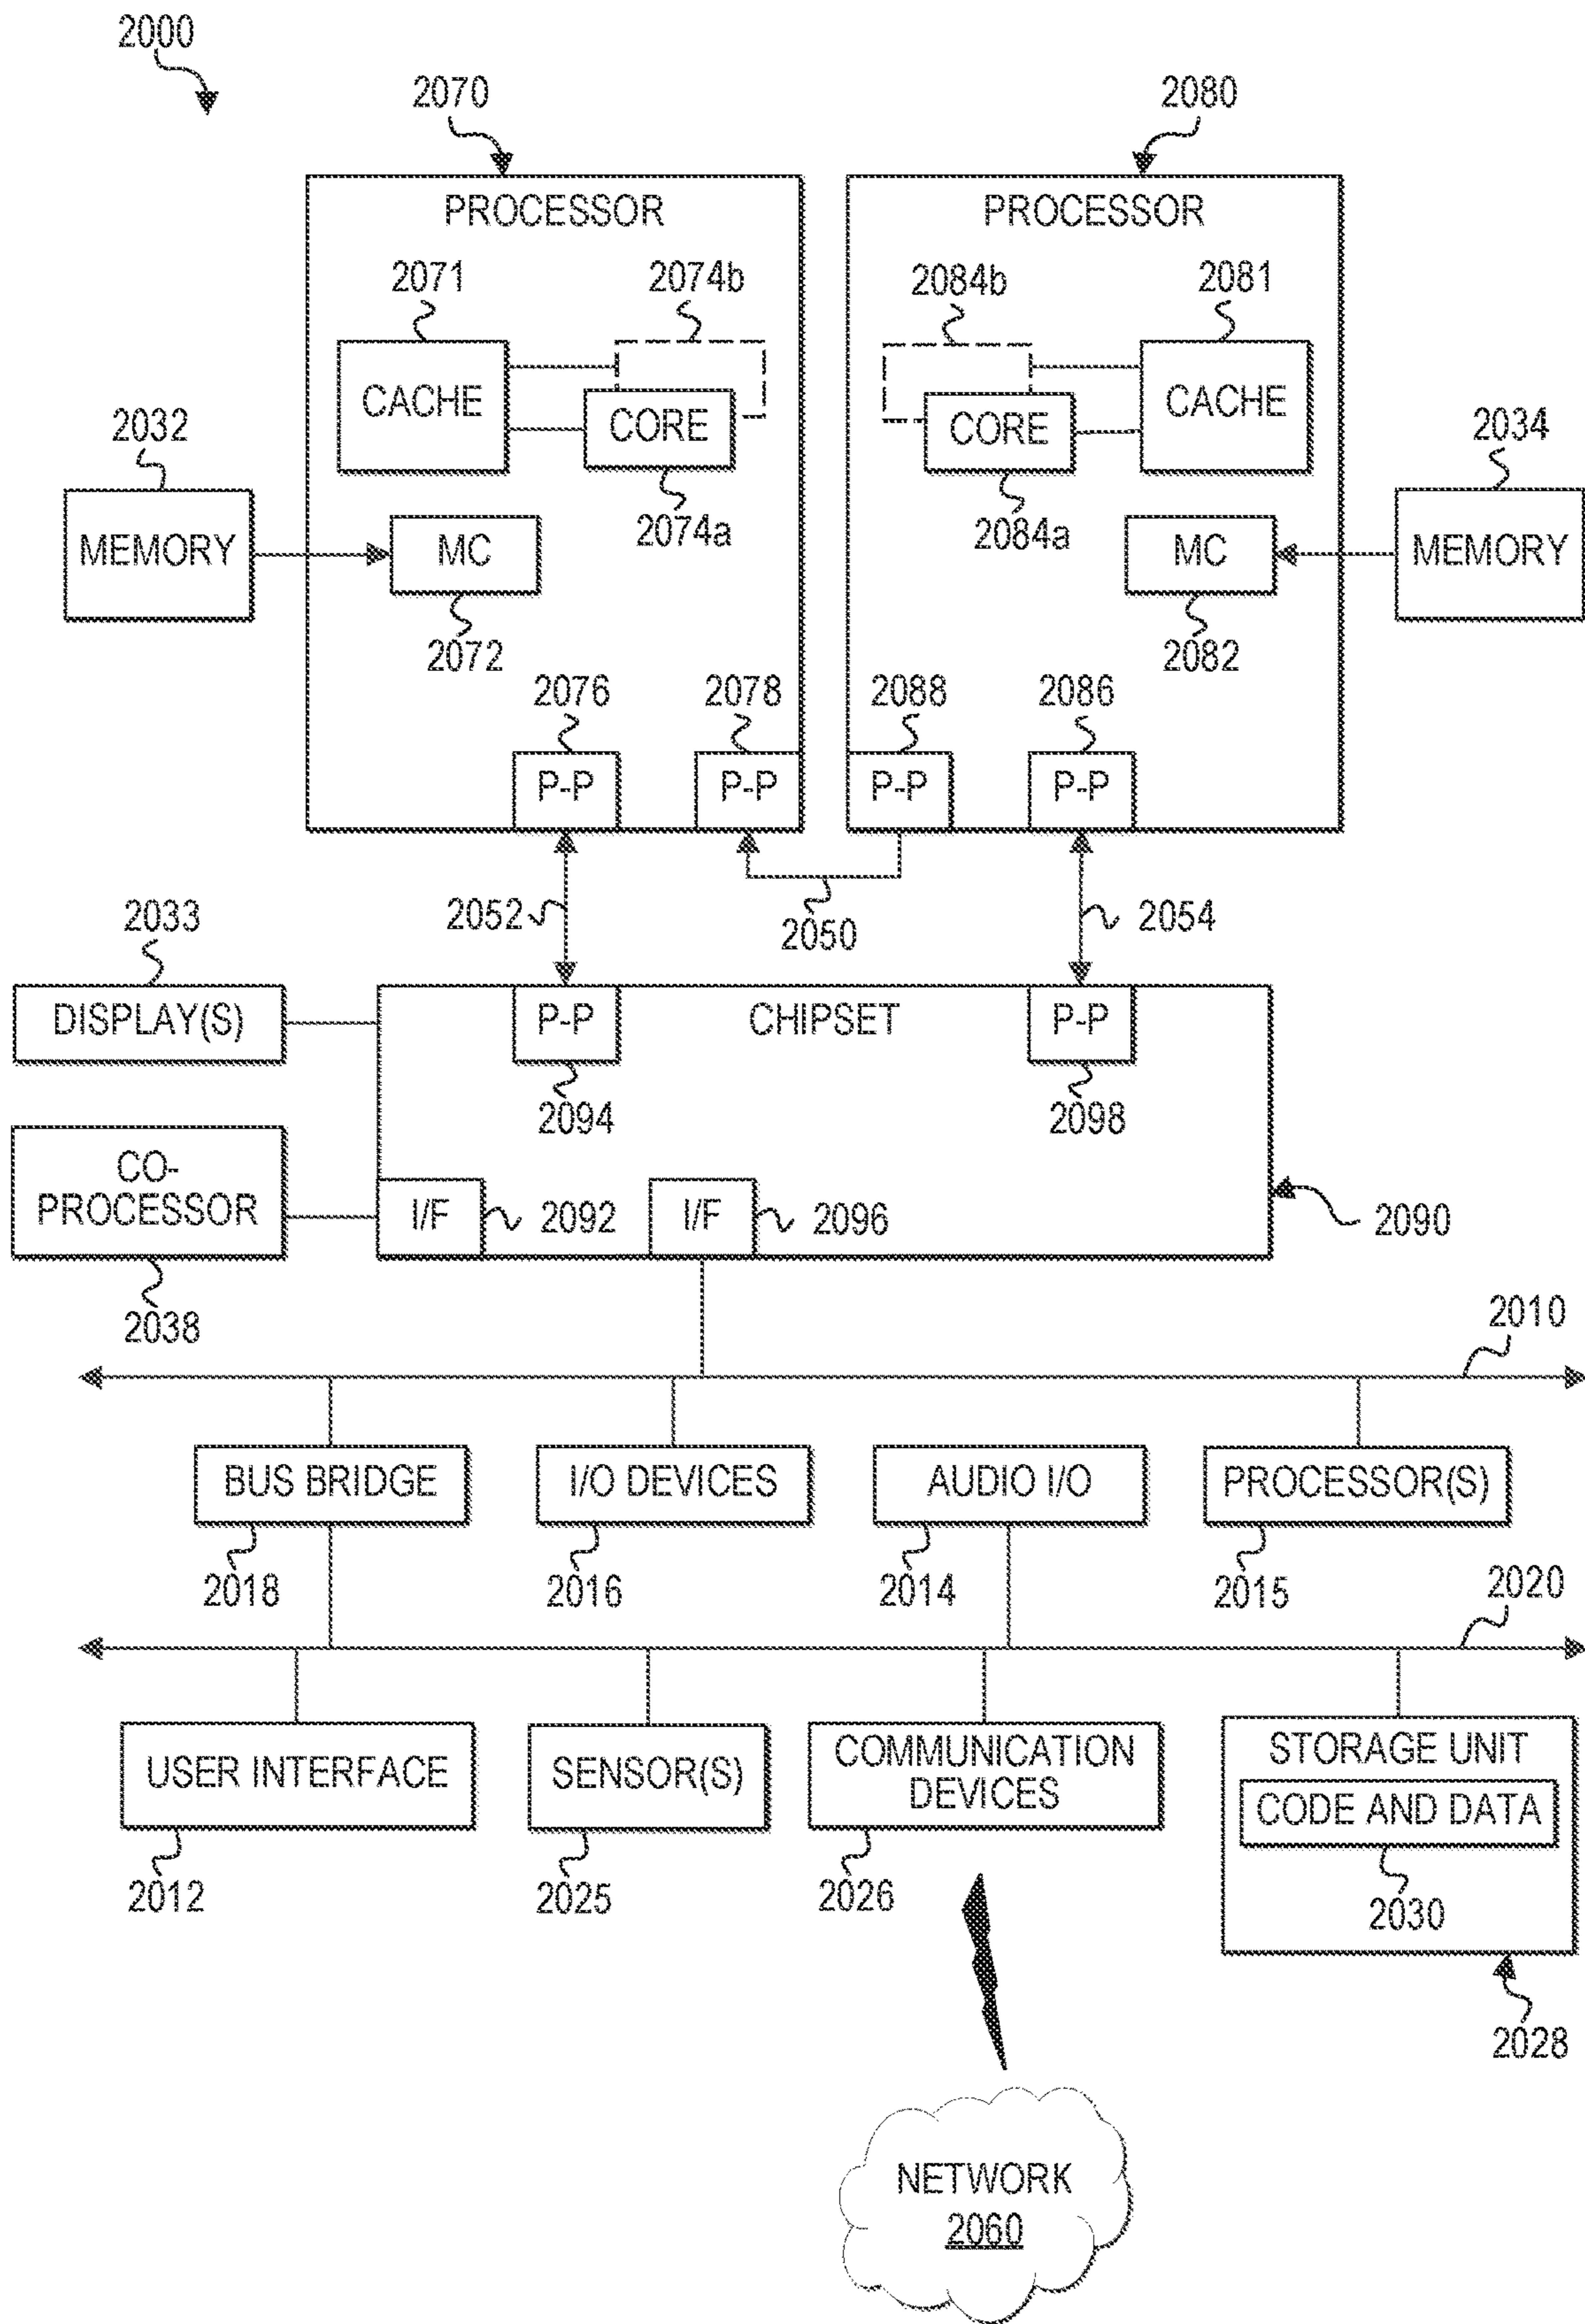 2000
2070
2080
PROCESSOR
PROCESSOR
2071
2074b
2084b
2081
CACHE
CORE
CORE
CACHE
2032
2034
2074a
2084a
MEMORY
MC
MC
MEMORY
2072
2082
2076
2078
2088
2086
P-P
P-P
P-P
P-P
2052
2050
2054
2033
DISPLAY(S)
P-P
CHIPSET
P-P
2094
2098
CO-
PROCESSOR
I/F
2092
I/F
2096
2090
2038
2010
BUS BRIDGE
I/O DEVICES
AUDIO I/O
PROCESSOR(S)
2018
2016
2014
2015
2020
USER INTERFACE
SENSOR(S)
COMMUNICATION
DEVICES
STORAGE UNIT
CODE AND DATA
2012
2025
2026
2030
2028
NETWORK
2060